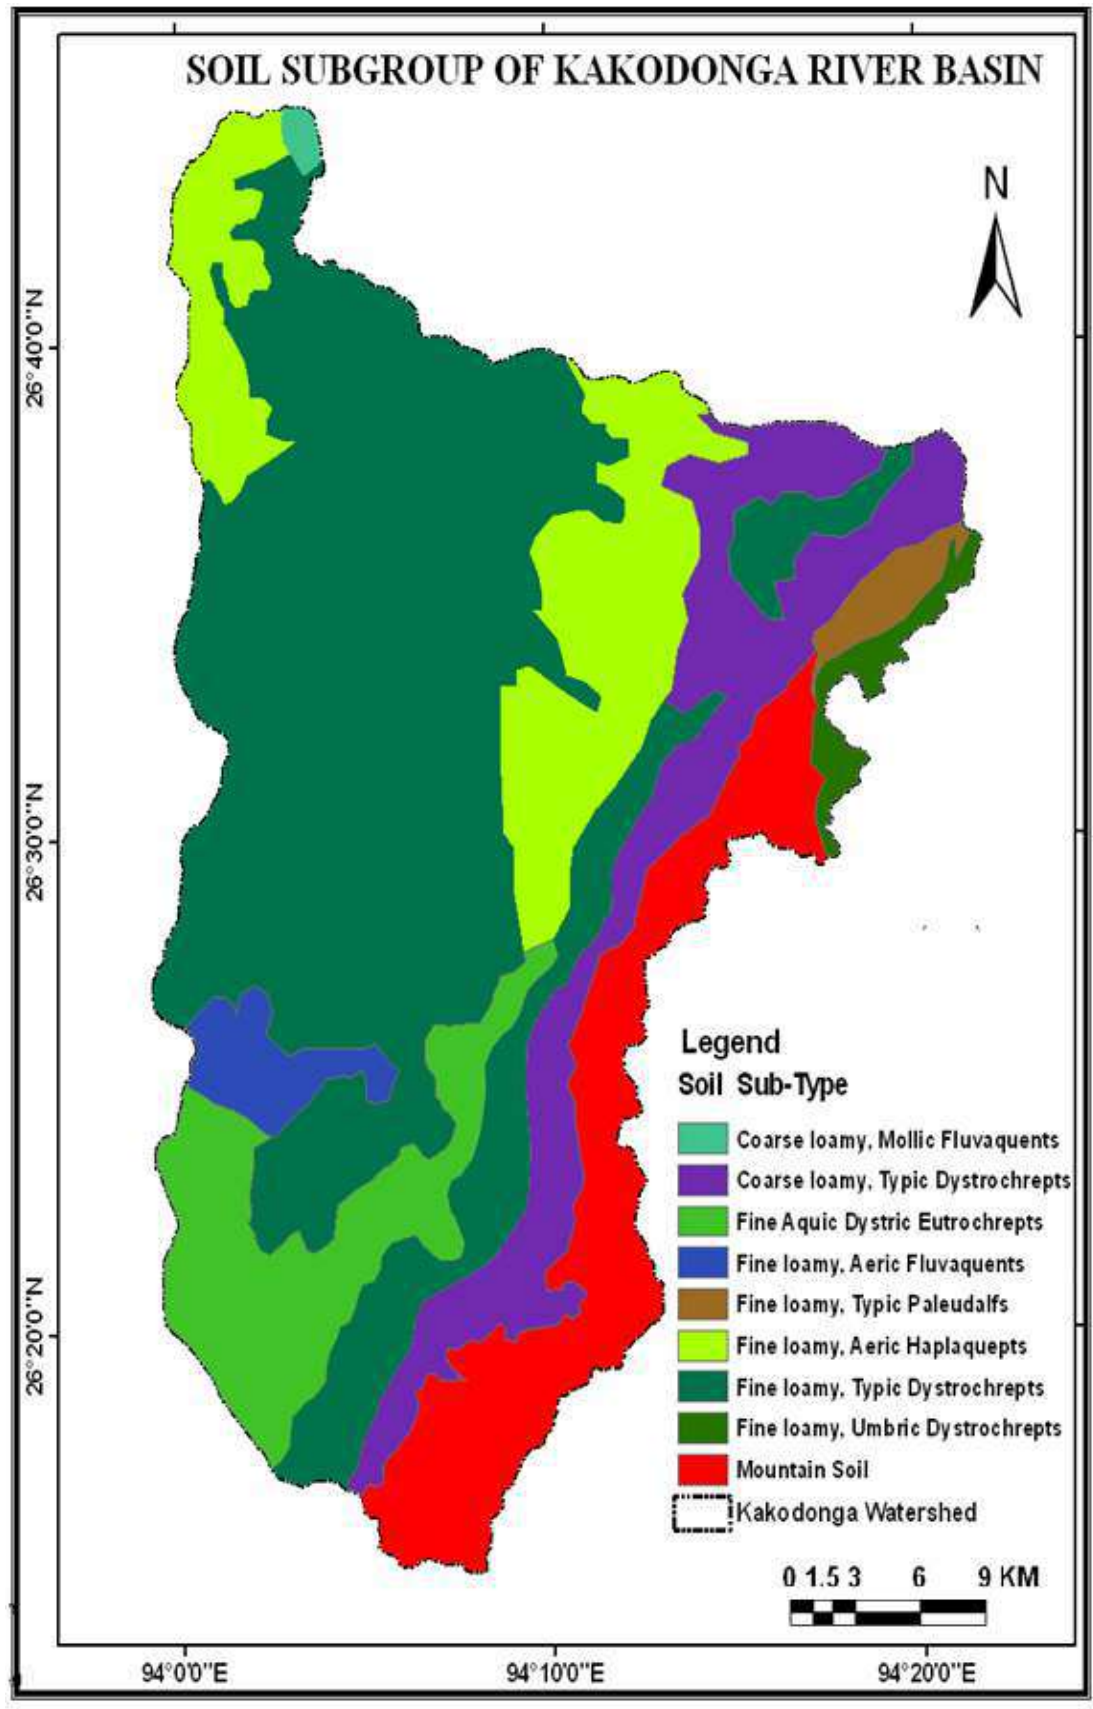 SOIL SUBGROUP OF KAKODONGA RIVER BASIN
N
26°40'0"N
26°30'0"N
26°20'0"N
Legend
Soil Sub-Type
Coarse loamy, Mollic Fluvaquents
Coarse loamy, Typic Dystrochrepts
Fine Aquic Dystric Eutrochrepts
Fine loamy, Aeric Fluvaquents
Fine loamy, Typic Paleudalfs
Fine loamy, Aeric Haplaquepts
Fine loamy, Typic Dystrochrepts
Fine loamy, Umbric Dystrochrepts
Mountain Soil
Kakodonga Watershed
0 1.5 3 6 9 KM
94°0'0"E 94°10'0"E 94°20'0"E